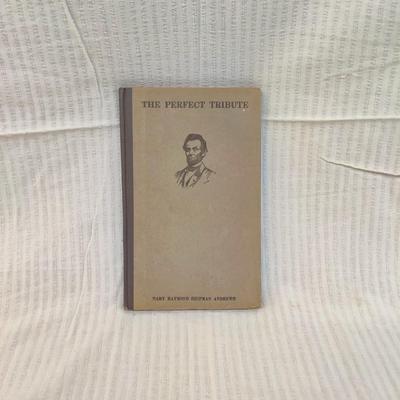 THE PERFECT TRIBUTE
MARY RAYMOND SHIPMAN ANDREWS